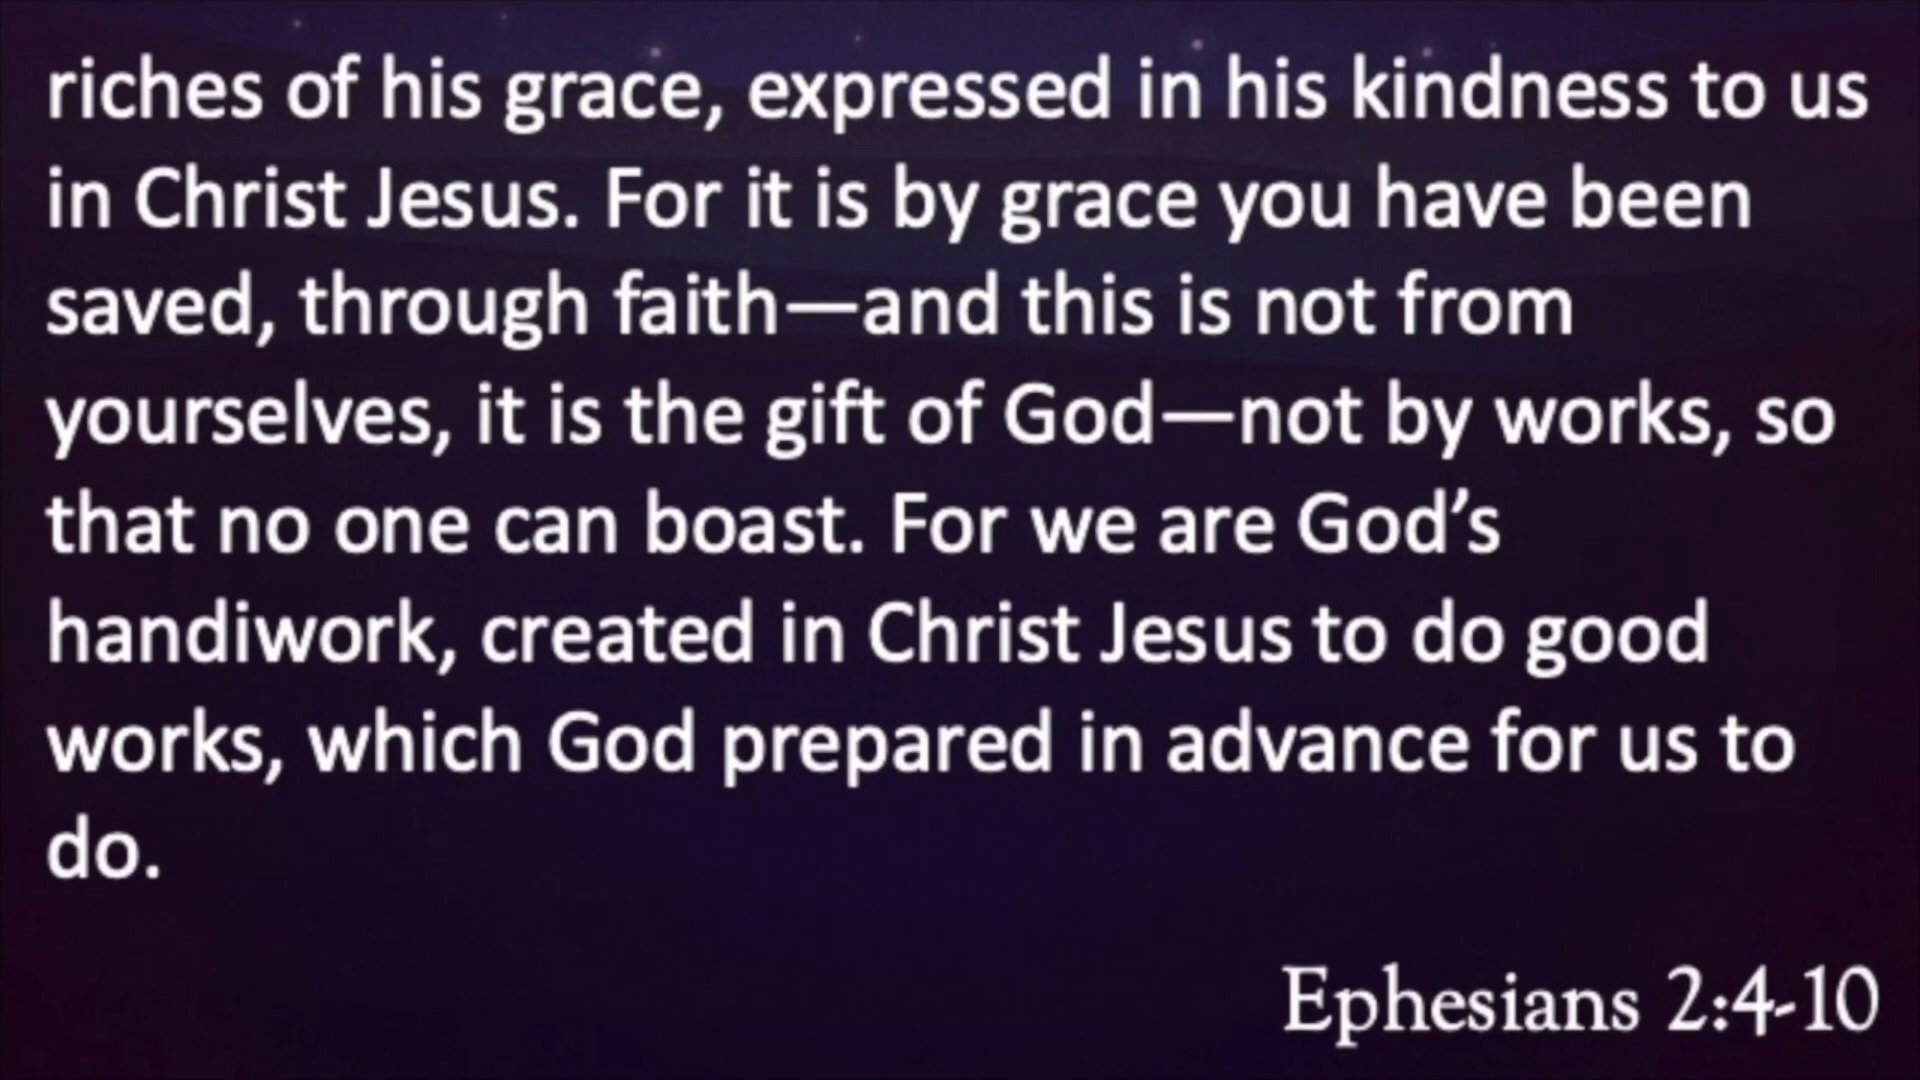 riches of his grace, expressed in his kindness to us
in Christ Jesus. For it is by grace you have been
saved, through faith—and this is not from
yourselves, it is the gift of God—not by works, so
that no one can boast. For we are God’s
handiwork, created in Christ Jesus to do good
works, which God prepared in advance for us to
do.
Ephesians 2:4-10